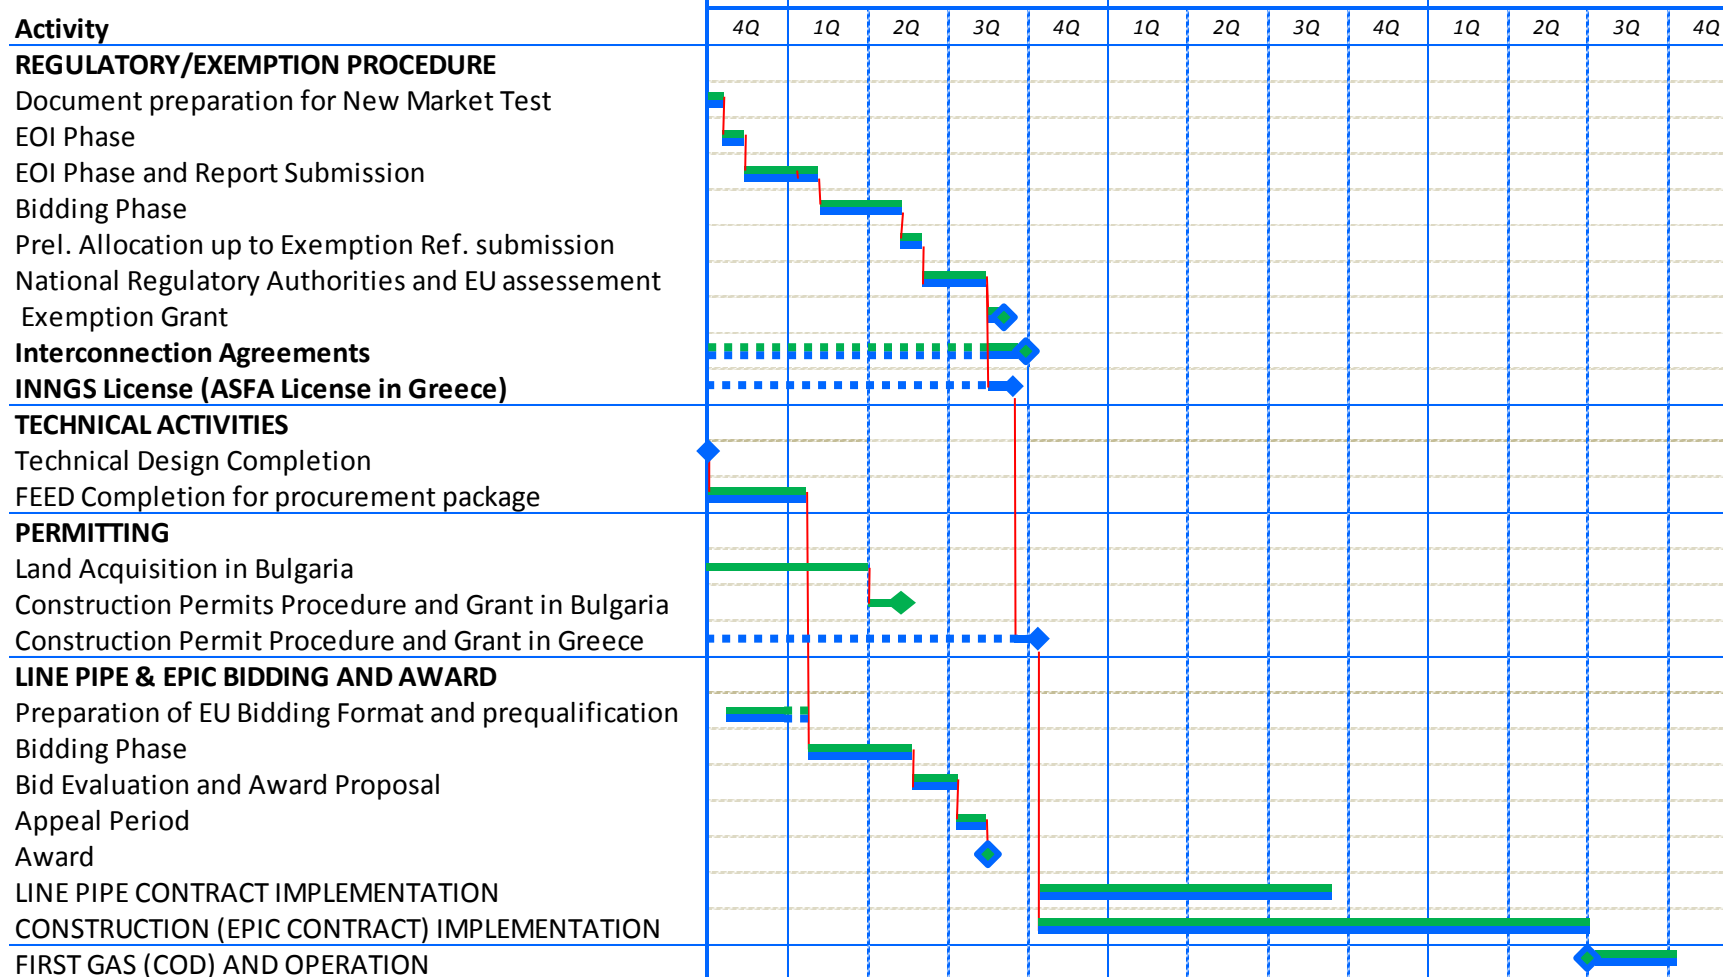 Activity 4Q 1Q 2Q 3Q 4Q 1Q 2Q 3Q 4Q 1Q 2Q 3Q 4Q
REGULATORY/EXEMPTION PROCEDURE
Document preparation for New Market Test
EOI Phase
EOI Phase and Report Submission
Bidding Phase
Prel. Allocation up to Exemption Ref. submission
National Regulatory Authorities and EU assessement
Exemption Grant
Interconnection Agreements
INNGS License (ASFA License in Greece)
TECHNICAL ACTIVITIES
Technical Design Completion
FEED Completion for procurement package
PERMITTING
Land Acquisition in Bulgaria
Construction Permits Procedure and Grant in Bulgaria
Construction Permit Procedure and Grant in Greece
LINE PIPE & EPIC BIDDING AND AWARD
Preparation of EU Bidding Format and prequalification
Bidding Phase
Bid Evaluation and Award Proposal
Appeal Period
Award
LINE PIPE CONTRACT IMPLEMENTATION
CONSTRUCTION (EPIC CONTRACT) IMPLEMENTATION
FIRST GAS (COD) AND OPERATION